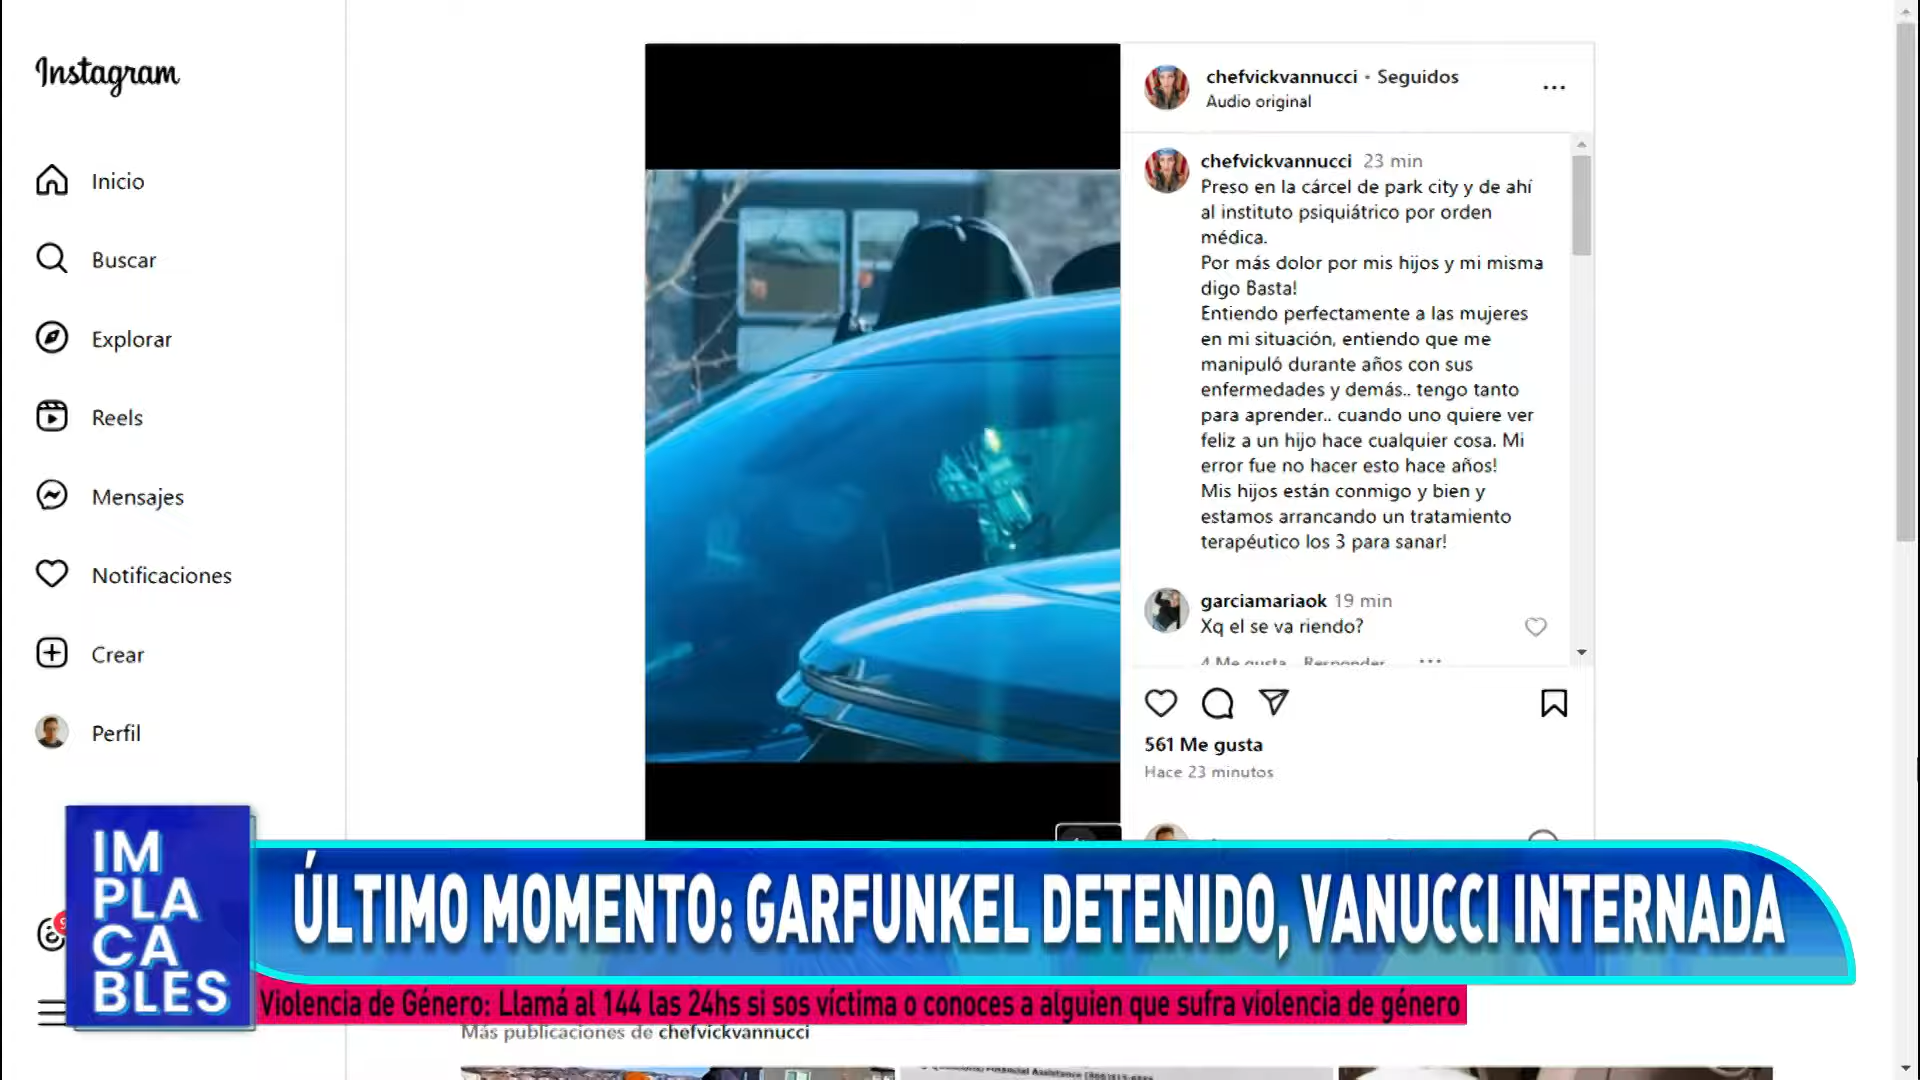 Instagram
Inicio
Buscar
Explorar
Reels
Mensajes
Notificaciones
Crear
Perfil
chefvickvannucci • Seguidos
Audio original
chefvickvannucci 23 min
Preso en la cárcel de park city y de ahí
al instituto psiquiátrico por orden
médica.
Por más dolor por mis hijos y mi misma
digo Basta!
Entiendo perfectamente a las mujeres
en mi situación, entiendo que me
manipuló durante años con sus
enfermedades y demás.. tengo tanto
para aprender.. cuando uno quiere ver
feliz a un hijo hace cualquier cosa. Mi
error fue no hacer esto hace años!
Mis hijos están conmigo y bien y
estamos arrancando un tratamiento
terapéutico los 3 para sanar!
garciamariaok 19 min
Xq el se va riendo?
4 Me gusta Responder
561 Me gusta
Hace 23 minutos
IM
PLA
CA
BLES
ÚLTIMO MOMENTO: GARFUNKEL DETENIDO, VANUCCI INTERNADA
Violencia de Género: Llamá al 144 las 24hs si sos víctima o conoces a alguien que sufra violencia de género
Más publicaciones de chefvickvannucci
Financial Assistance